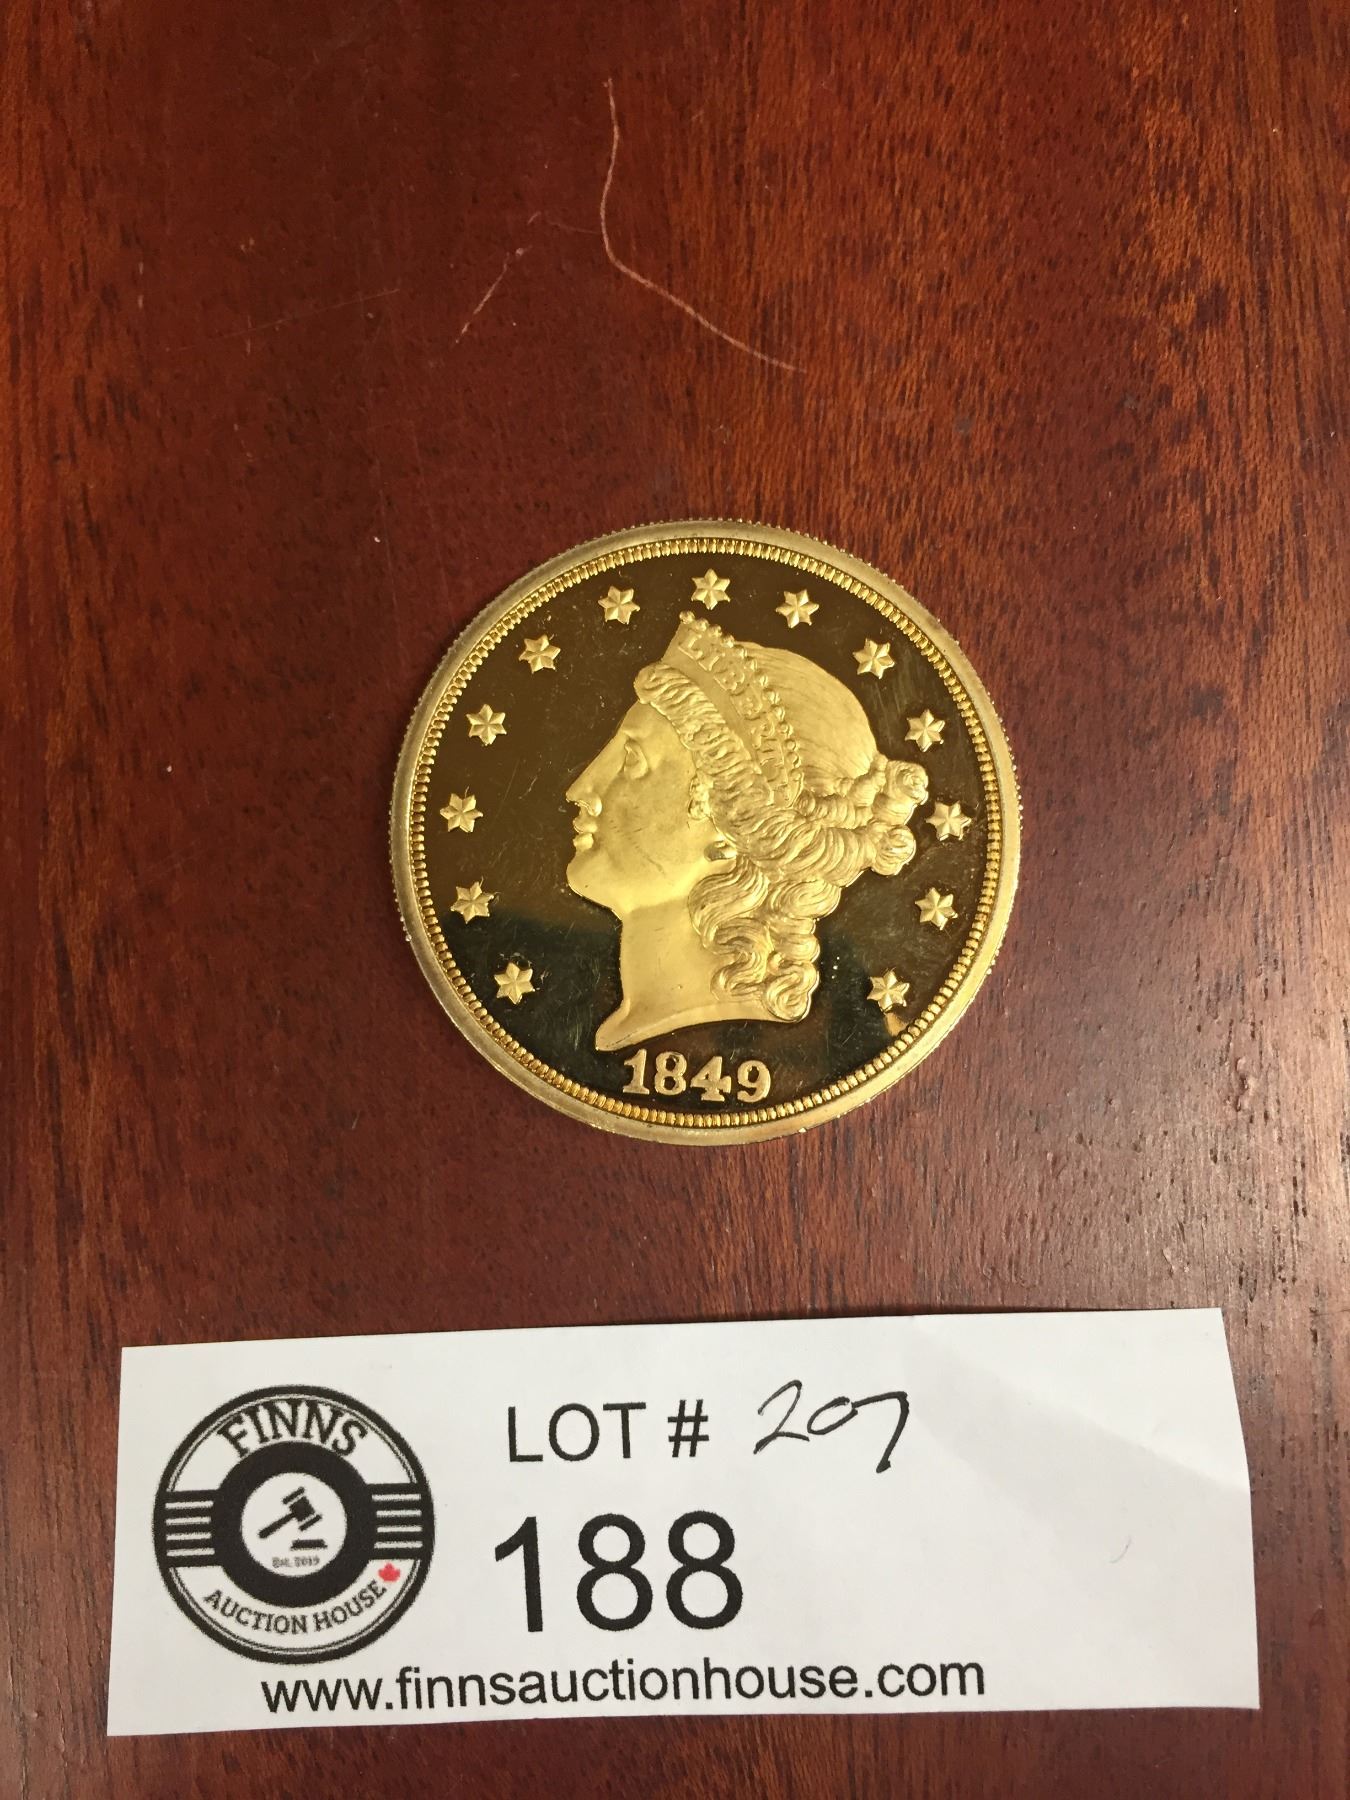 LIBERTY
1849
FINNS
Est. 2019
AUCTION HOUSE
LOT # 207
188
www.finnsauctionhouse.com